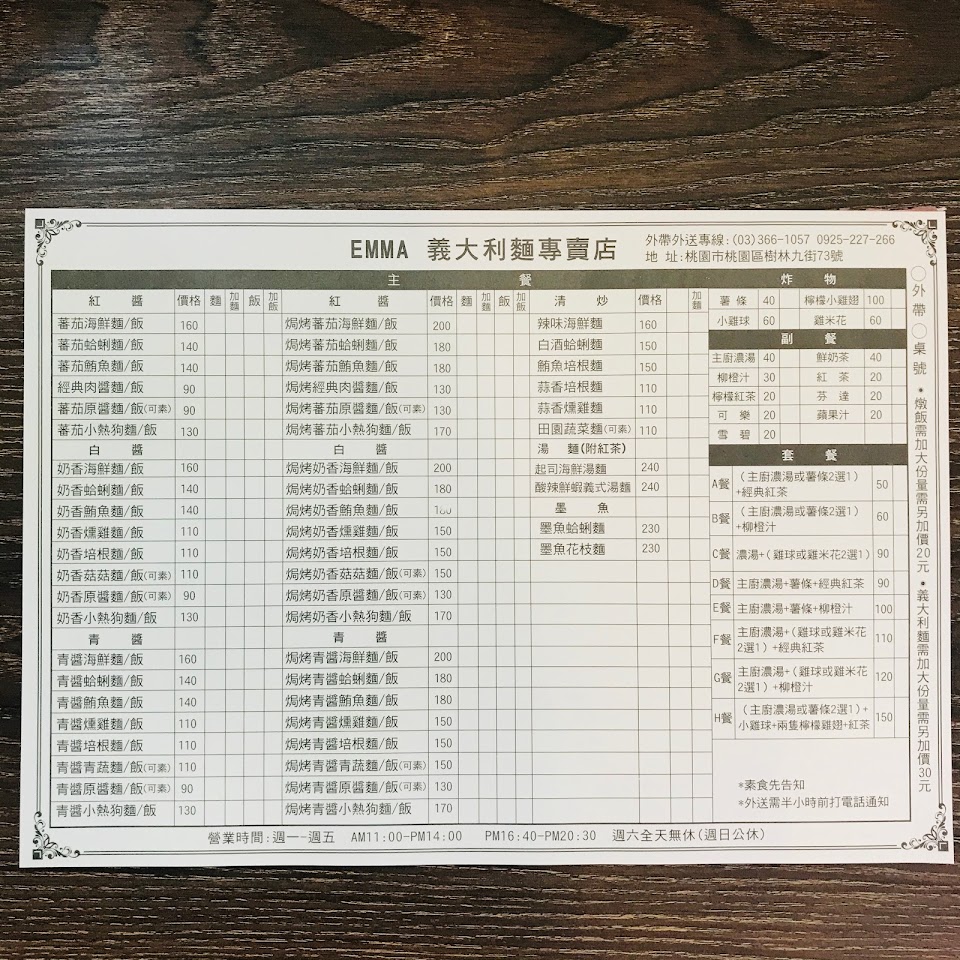 EMMA 義大利麵專賣店
外帶外送專線:(03)366-1057 0925-227-266
地 址:桃園市桃園區樹林九街73號
主 餐
紅 醬 價格 麵 加麵 飯 加飯
蕃茄海鮮麵/飯 160
蕃茄蛤蜊麵/飯 140
蕃茄鮪魚麵/飯 140
經典肉醬麵/飯 90
蕃茄原醬麵/飯(可素) 90
蕃茄小熱狗麵/飯 130
白 醬
奶香海鮮麵/飯 160
奶香蛤蜊麵/飯 140
奶香鮪魚麵/飯 140
奶香燻雞麵/飯 110
奶香培根麵/飯 110
奶香菇菇麵/飯(可素) 110
奶香原醬麵/飯(可素) 90
奶香小熱狗麵/飯 130
青 醬
青醬海鮮麵/飯 160
青醬蛤蜊麵/飯 140
青醬鮪魚麵/飯 140
青醬燻雞麵/飯 110
青醬培根麵/飯 110
青醬青蔬麵/飯(可素) 110
青醬原醬麵/飯(可素) 90
青醬小熱狗麵/飯 130
紅 醬 價格 麵 加麵 飯 加飯
焗烤蕃茄海鮮麵/飯 200
焗烤蕃茄蛤蜊麵/飯 180
焗烤蕃茄鮪魚麵/飯 180
焗烤經典肉醬麵/飯 130
焗烤蕃茄原醬麵/飯(可素) 130
焗烤蕃茄小熱狗麵/飯 170
白 醬
焗烤奶香海鮮麵/飯 200
焗烤奶香蛤蜊麵/飯 180
焗烤奶香鮪魚麵/飯
焗烤奶香燻雞麵/飯 150
焗烤奶香培根麵/飯 150
焗烤奶香菇菇麵/飯(可素) 150
焗烤奶香原醬麵/飯(可素) 130
焗烤奶香小熱狗麵/飯 170
青 醬
焗烤青醬海鮮麵/飯 200
焗烤青醬蛤蜊麵/飯 180
焗烤青醬鮪魚麵/飯 180
焗烤青醬燻雞麵/飯 150
焗烤青醬培根麵/飯 150
焗烤青醬青蔬麵/飯(可素) 150
焗烤青醬原醬麵/飯(可素) 130
焗烤青醬小熱狗麵/飯 170
清 炒 價格 加麵
辣味海鮮麵 160
白酒蛤蜊麵 150
鮪魚培根麵 150
蒜香培根麵 110
蒜香燻雞麵 110
田園蔬菜麵(可素) 110
湯 麵(附紅茶)
起司海鮮湯麵 240
酸辣鮮蝦義式湯麵 240
墨 魚
墨魚蛤蜊麵 230
墨魚花枝麵 230
炸 物
薯 條 40 檸檬小雞翅 100
小雞球 60 雞米花 60
副 餐
主廚濃湯 40 鮮奶茶 40
柳橙汁 30 紅 茶 20
檸檬紅茶 20 芬 達 20
可 樂 20 蘋果汁 20
雪 碧 20
套 餐
A餐 (主廚濃湯或薯條2選1)
+經典紅茶 50
B餐 (主廚濃湯或薯條2選1)
+柳橙汁 60
C餐 濃湯+(雞球或雞米花2選1) 90
D餐 主廚濃湯+薯條+經典紅茶 90
E餐 主廚濃湯+薯條+柳橙汁 100
F餐 主廚濃湯+(雞球或雞米花
2選1)+經典紅茶 110
G餐 主廚濃湯+(雞球或雞米花
2選1)+柳橙汁 120
H餐 (主廚濃湯或薯條2選1)+
小雞球+兩隻檸檬雞翅+紅茶 150
*素食先告知
*外送需半小時前打電話通知
○外帶 ○桌號 *燉飯需加大份量需另加價20元 *義大利麵需加大份量需另加價30元
營業時間:週一-週五 AM11:00-PM14:00 PM16:40-PM20:30 週六全天無休(週日公休)